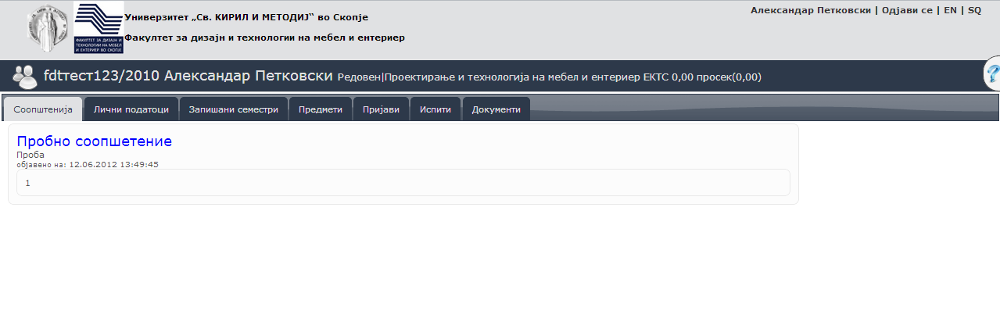 Универзитет „Св. КИРИЛ И МЕТОДИЈ“ во Скопје
Александар Петковски | Одјави се | EN | SQ
Факултет за дизајн и технологии на мебел и ентериер
ФАКУЛТЕТ ЗА ДИЗАЈН И
ТЕХНОЛОГИИ НА МЕБЕЛ
И ЕНТЕРИЕР ВО СКОПЈЕ
fdtтест123/2010 Александар Петковски Редовен|Проектирање и технологија на мебел и ентериер ЕКТС 0,00 просек(0,00)
?
Соопштенија Лични податоци Запишани семестри Предмети Пријави Испити Документи
Пробно соопшетение
Проба
објавено на: 12.06.2012 13:49:45
1